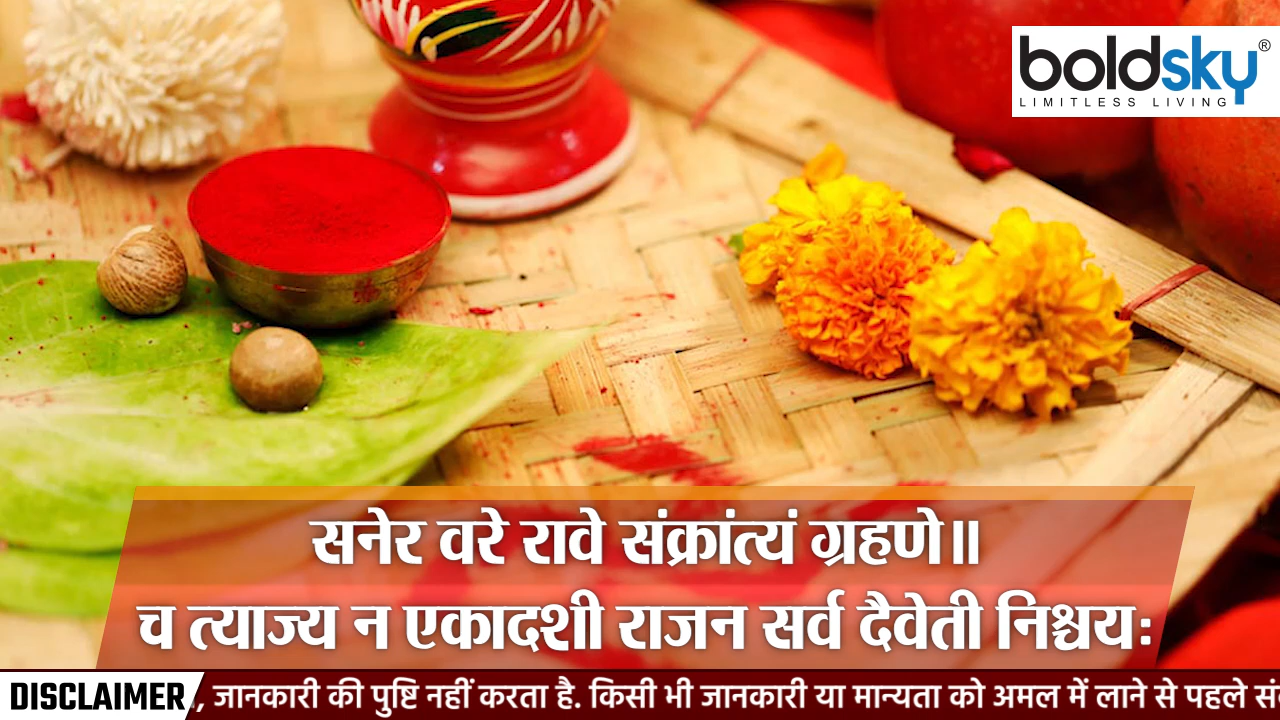 boldsky®
LIMITLESS LIVING
सनेर वरे रावे संक्रांत्यं ग्रहणे॥
च त्याज्य न एकादशी राजन सर्व दैवेती निश्चयः
DISCLAIMER , जानकारी की पुष्टि नहीं करता है. किसी भी जानकारी या मान्यता को अमल में लाने से पहले